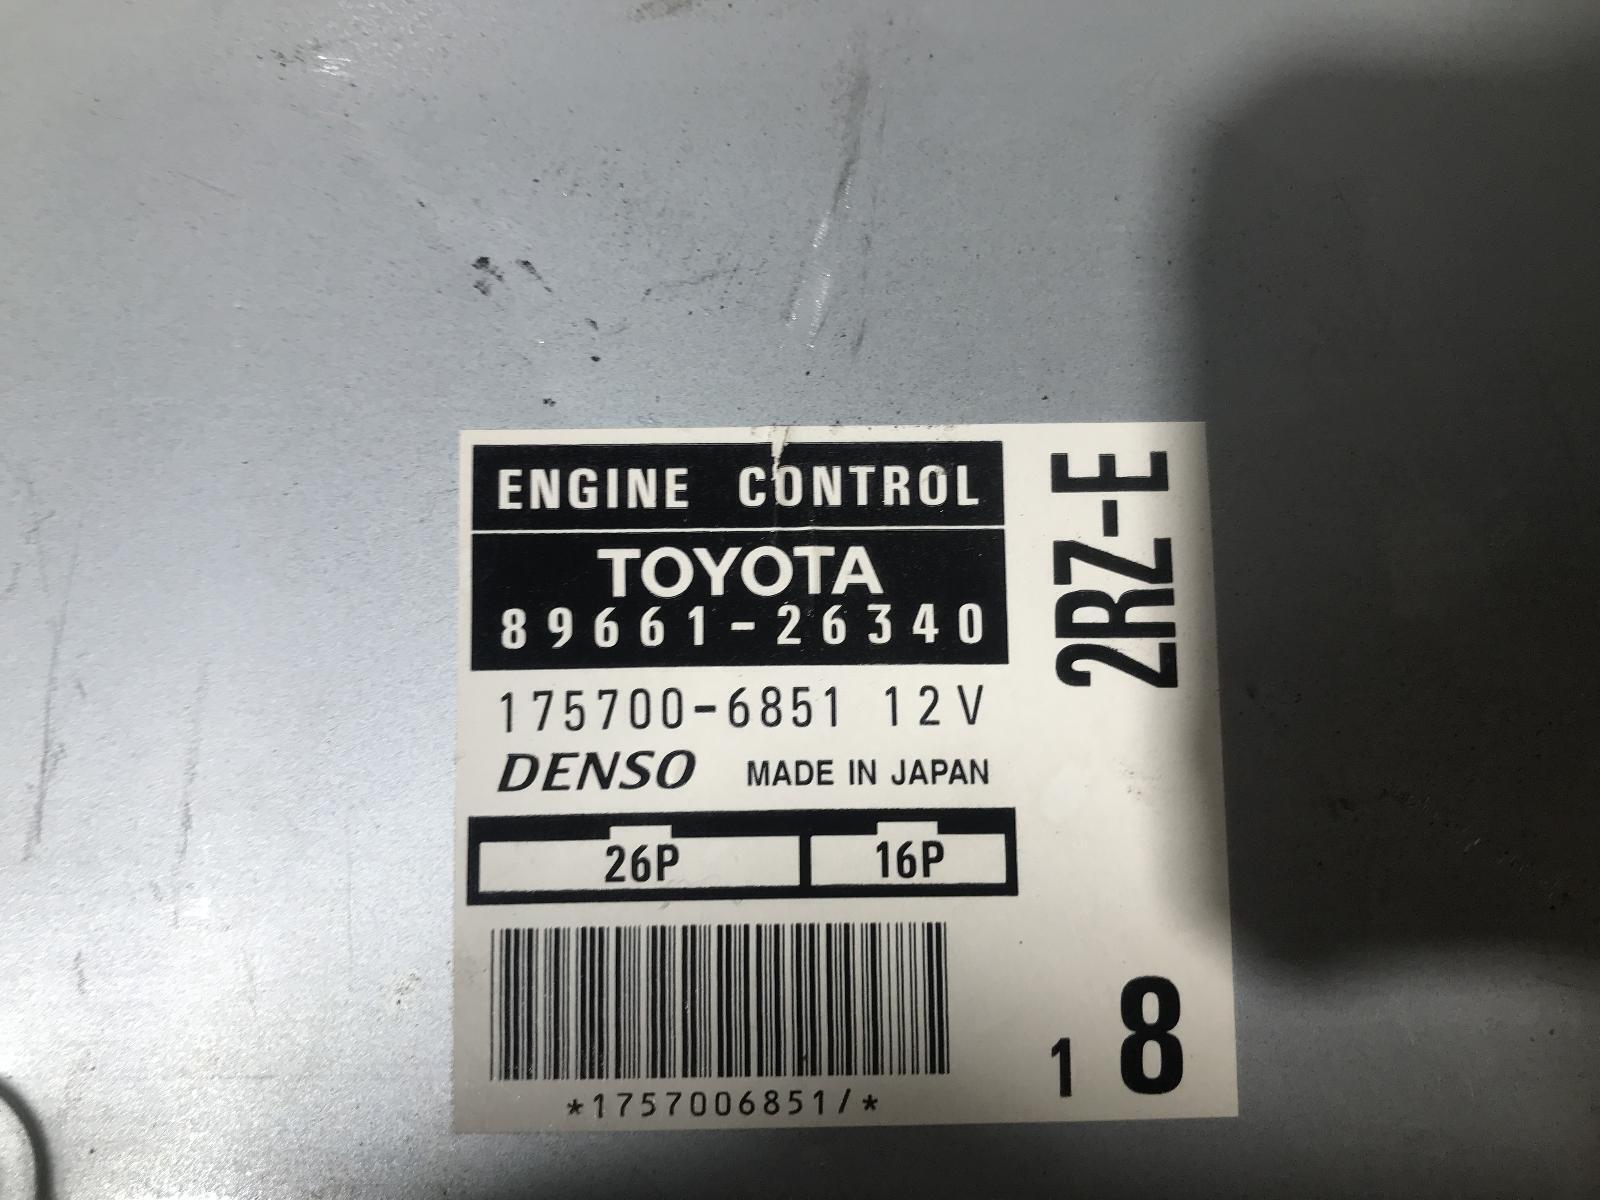 ENGINE CONTROL
TOYOTA
89661-26340
175700-6851 12V
DENSO MADE IN JAPAN
26P 16P
*1757006851/*
2RZ-E
1 8